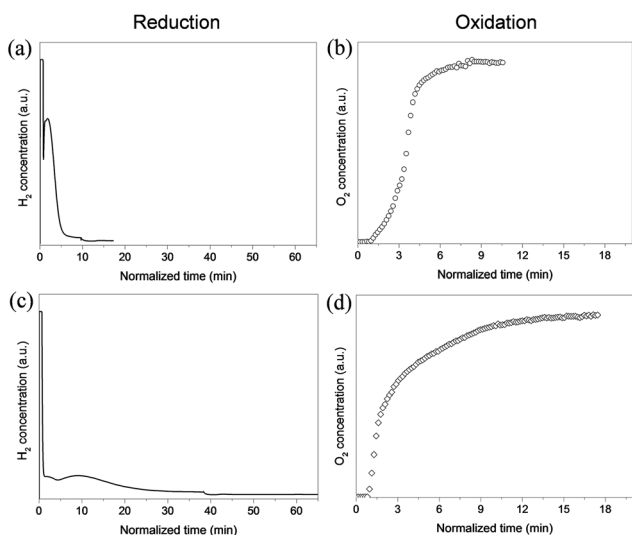 Reduction
Oxidation
(a)
H₂ concentration (a.u.)
0 10 20 30 40 50 60
Normalized time (min)
(b)
O₂ concentration (a.u.)
0 3 6 9 12 15 18
Normalized time (min)
(c)
H₂ concentration (a.u.)
0 10 20 30 40 50 60
Normalized time (min)
(d)
O₂ concentration (a.u.)
0 3 6 9 12 15 18
Normalized time (min)